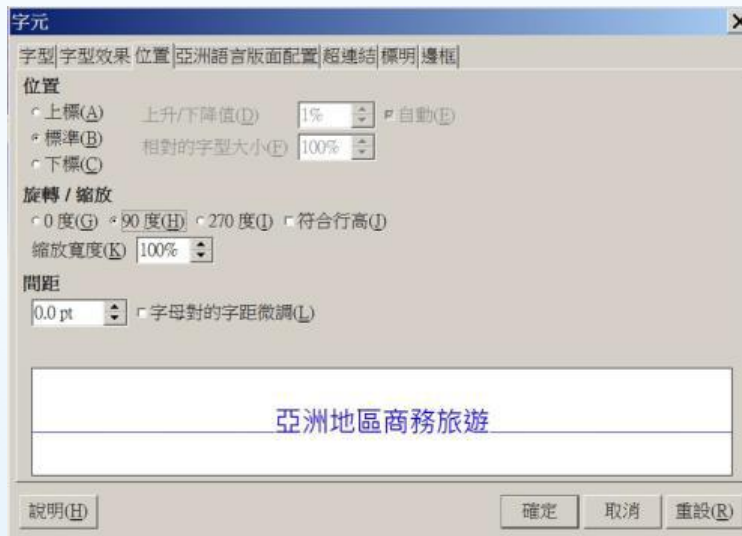 字元
字型 字型效果 位置 亞洲語言版面配置 超連結 標明 邊框
位置
上標(A) 上升/下降值(D) 1% 自動(E)
標準(B) 相對的字型大小(F) 100%
下標(C)
旋轉 / 縮放
0 度(G) 90 度(H) 270 度(I) 符合行高(J)
縮放寬度(K) 100%
間距
0.0 pt 字母對的字距微調(L)
亞洲地區商務旅遊
說明(H) 確定 取消 重設(R)